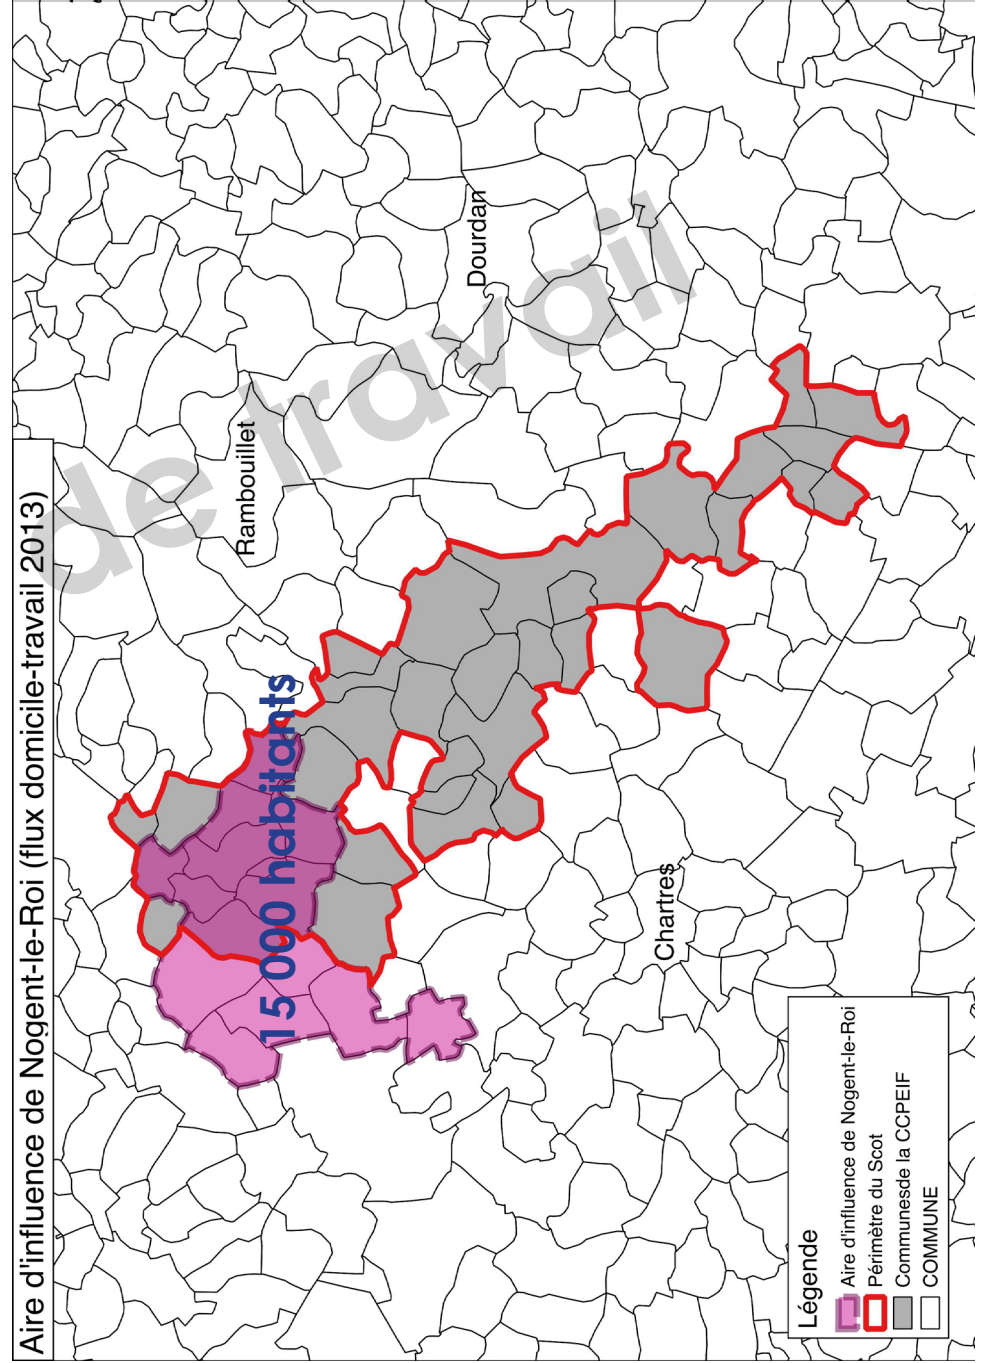 Aire d'influence de Nogent-le-Roi (flux domicile-travail 2013)
de travail
Rambouillet
Dourdan
15 000 habitants
Chartres
Légende
Aire d'influence de Nogent-le-Roi
Périmètre du Scot
Communesde la CCPEIF
COMMUNE